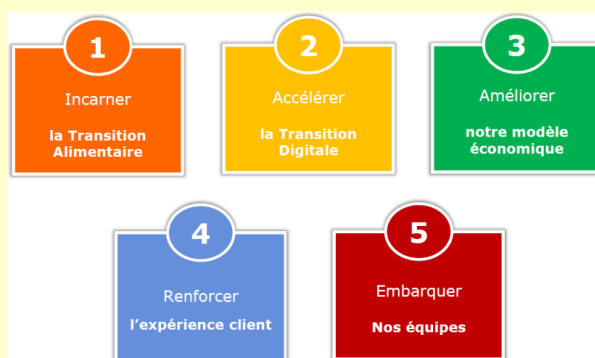 1
Incarner
la Transition
Alimentaire
2
Accélérer
la Transition
Digitale
3
Améliorer
notre modèle
économique
4
Renforcer
l'expérience client
5
Embarquer
Nos équipes